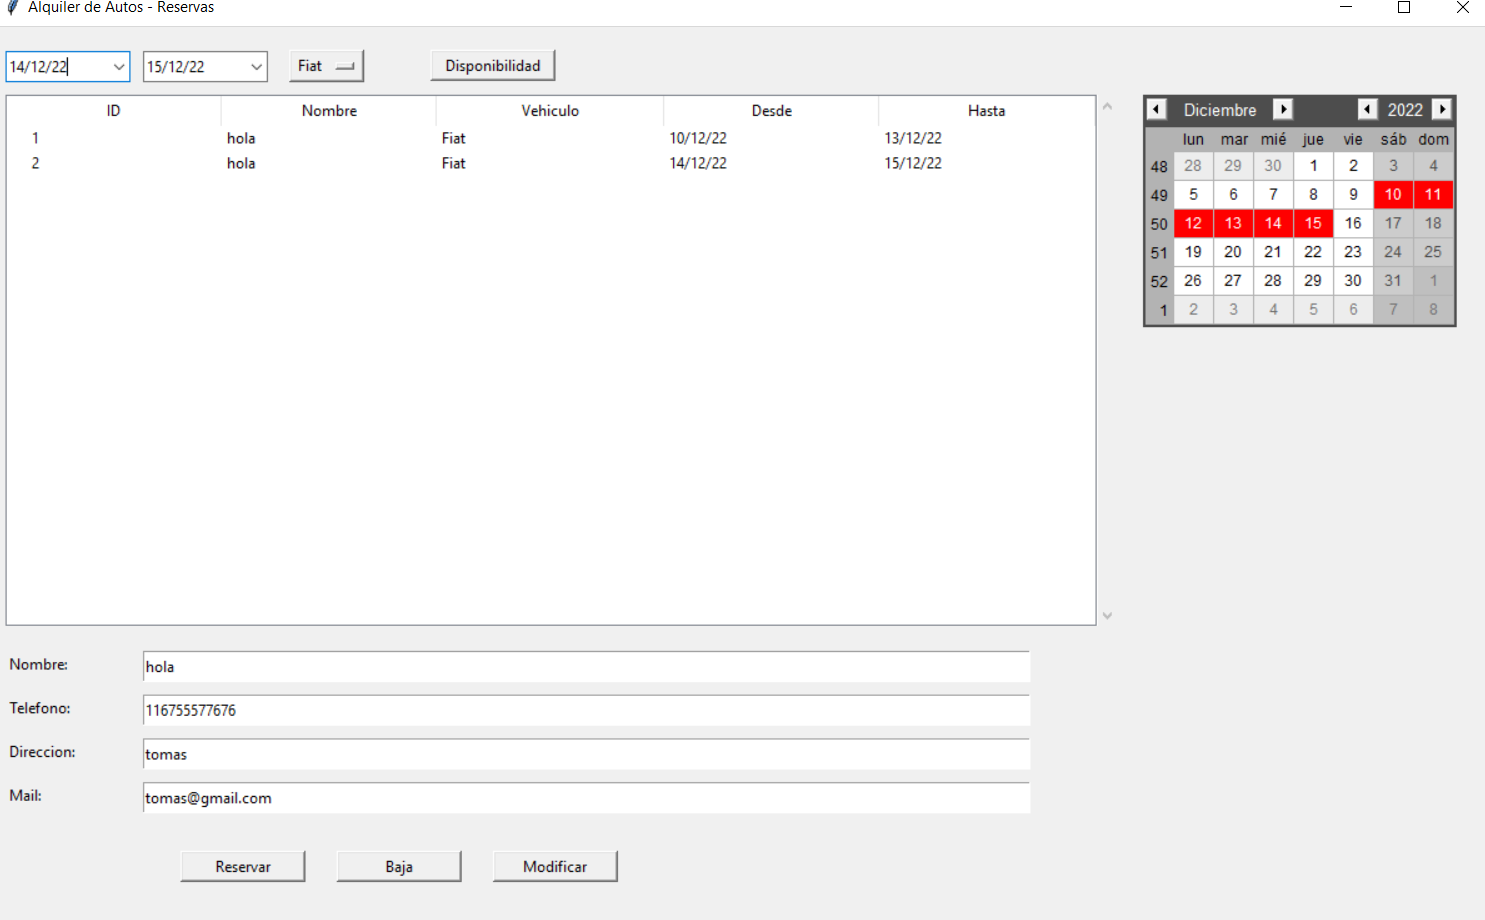 Alquiler de Autos - Reservas
14/12/22 15/12/22 Fiat Disponibilidad
ID Nombre Vehiculo Desde Hasta
1 hola Fiat 10/12/22 13/12/22
2 hola Fiat 14/12/22 15/12/22
Diciembre 2022
lun mar mié jue vie sáb dom
48 28 29 30 1 2 3 4
49 5 6 7 8 9 10 11
50 12 13 14 15 16 17 18
51 19 20 21 22 23 24 25
52 26 27 28 29 30 31 1
1 2 3 4 5 6 7 8
Nombre: hola
Telefono: 116755577676
Direccion: tomas
Mail: tomas@gmail.com
Reservar Baja Modificar